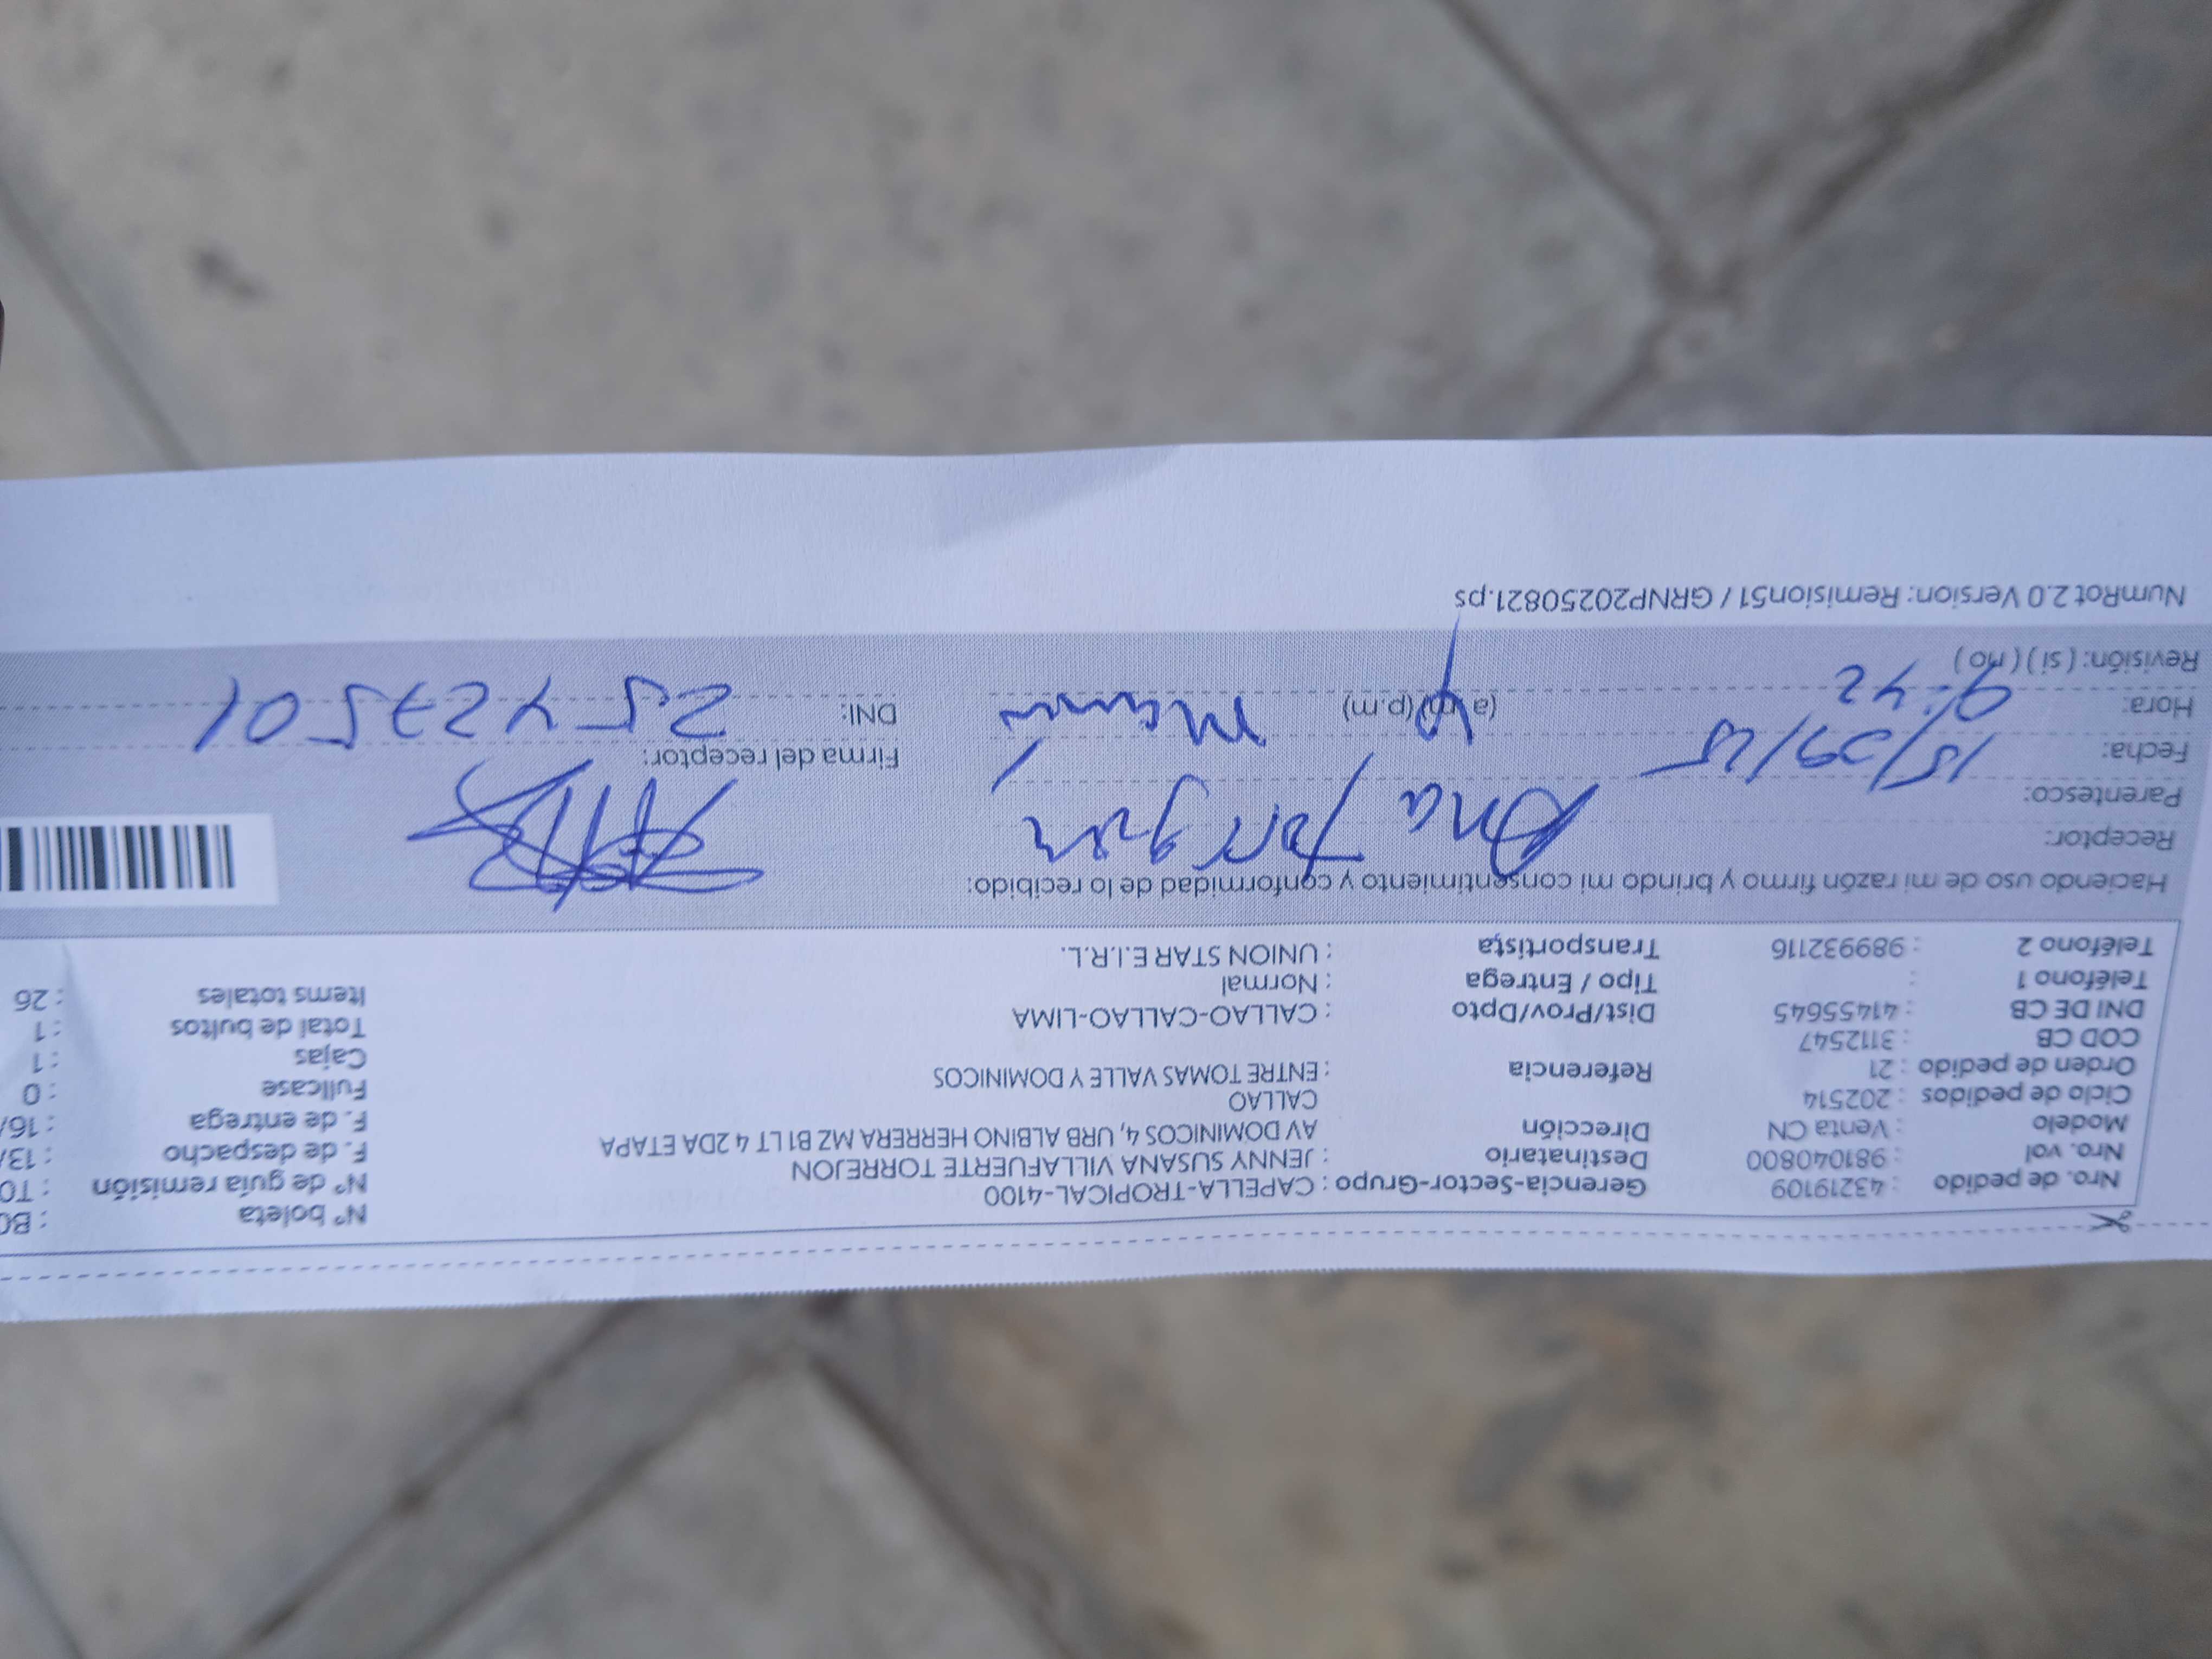 Nro. de pedido : 43219109 Gerencia-Sector-Grupo : CAPELLA-TROPICAL-4100 N° boleta
Nro. vol : 981040800 Destinatario : JENNY SUSANA VILLAFUERTE TORREJON N° de guía remisión
Modelo : Venta CN Dirección AV DOMINICOS 4, URB ALBINO HERRERA MZ B1 LT 4 2DA ETAPA F. de despacho : 13/
Ciclo de pedidos : 202514 CALLAO F. de entrega : 16/
Orden de pedido : 21 Referencia : ENTRE TOMAS VALLE Y DOMINICOS Fullcase : 0
COD CB : 3112547 Cajas : 1
DNI DE CB : 41455645 Dist/Prov/Dpto : CALLAO-CALLAO-LIMA Total de bultos : 1
Teléfono 1 : Tipo / Entrega : Normal Items totales : 26
Teléfono 2 : 989932116 Transportista : UNION STAR E.I.R.L.
Haciendo uso de mi razón firmo y brindo mi consentimiento y conformidad de lo recibido:
Receptor: Ana
Parentesco:
Fecha: 15/09/25 Firma del receptor:
Hora: 9:42 (a.m) (p.m) DNI: 25427501
Revisión: ( si ) ( no )
NumRot 2.0 Version: Remision51 / GRNP20250821.ps